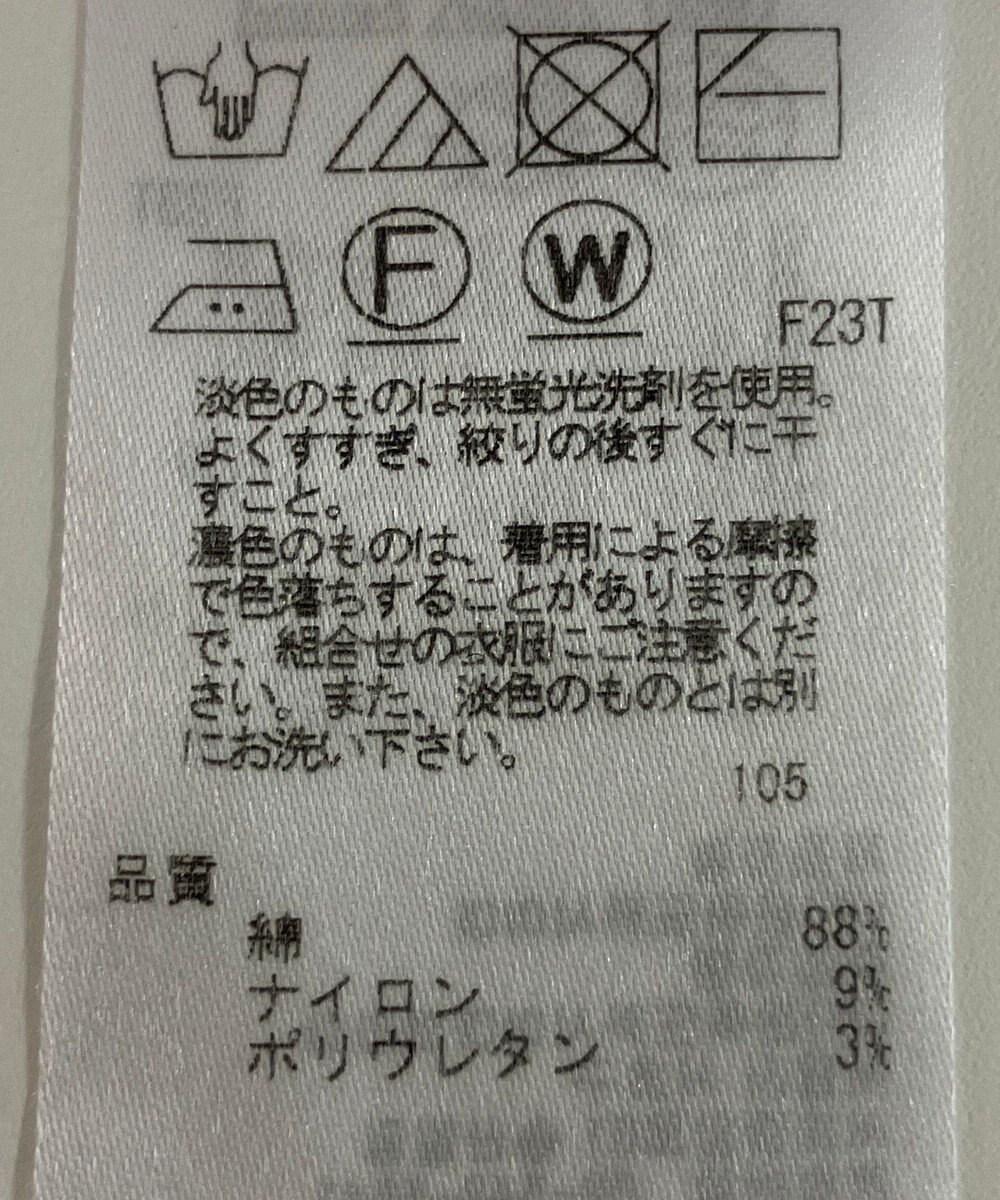 F
W
F23T
淡色のものは無蛍光洗剤を使用。
よくすすぎ、絞りの後すぐに干
すこと。
濃色のものは、着用による摩擦
で色落ちすることがありますの
で、組合せの衣服にご注意くだ
さい。また、淡色のものとは別
にお洗い下さい。
105
品質
綿 88%
ナイロン 9%
ポリウレタン 3%